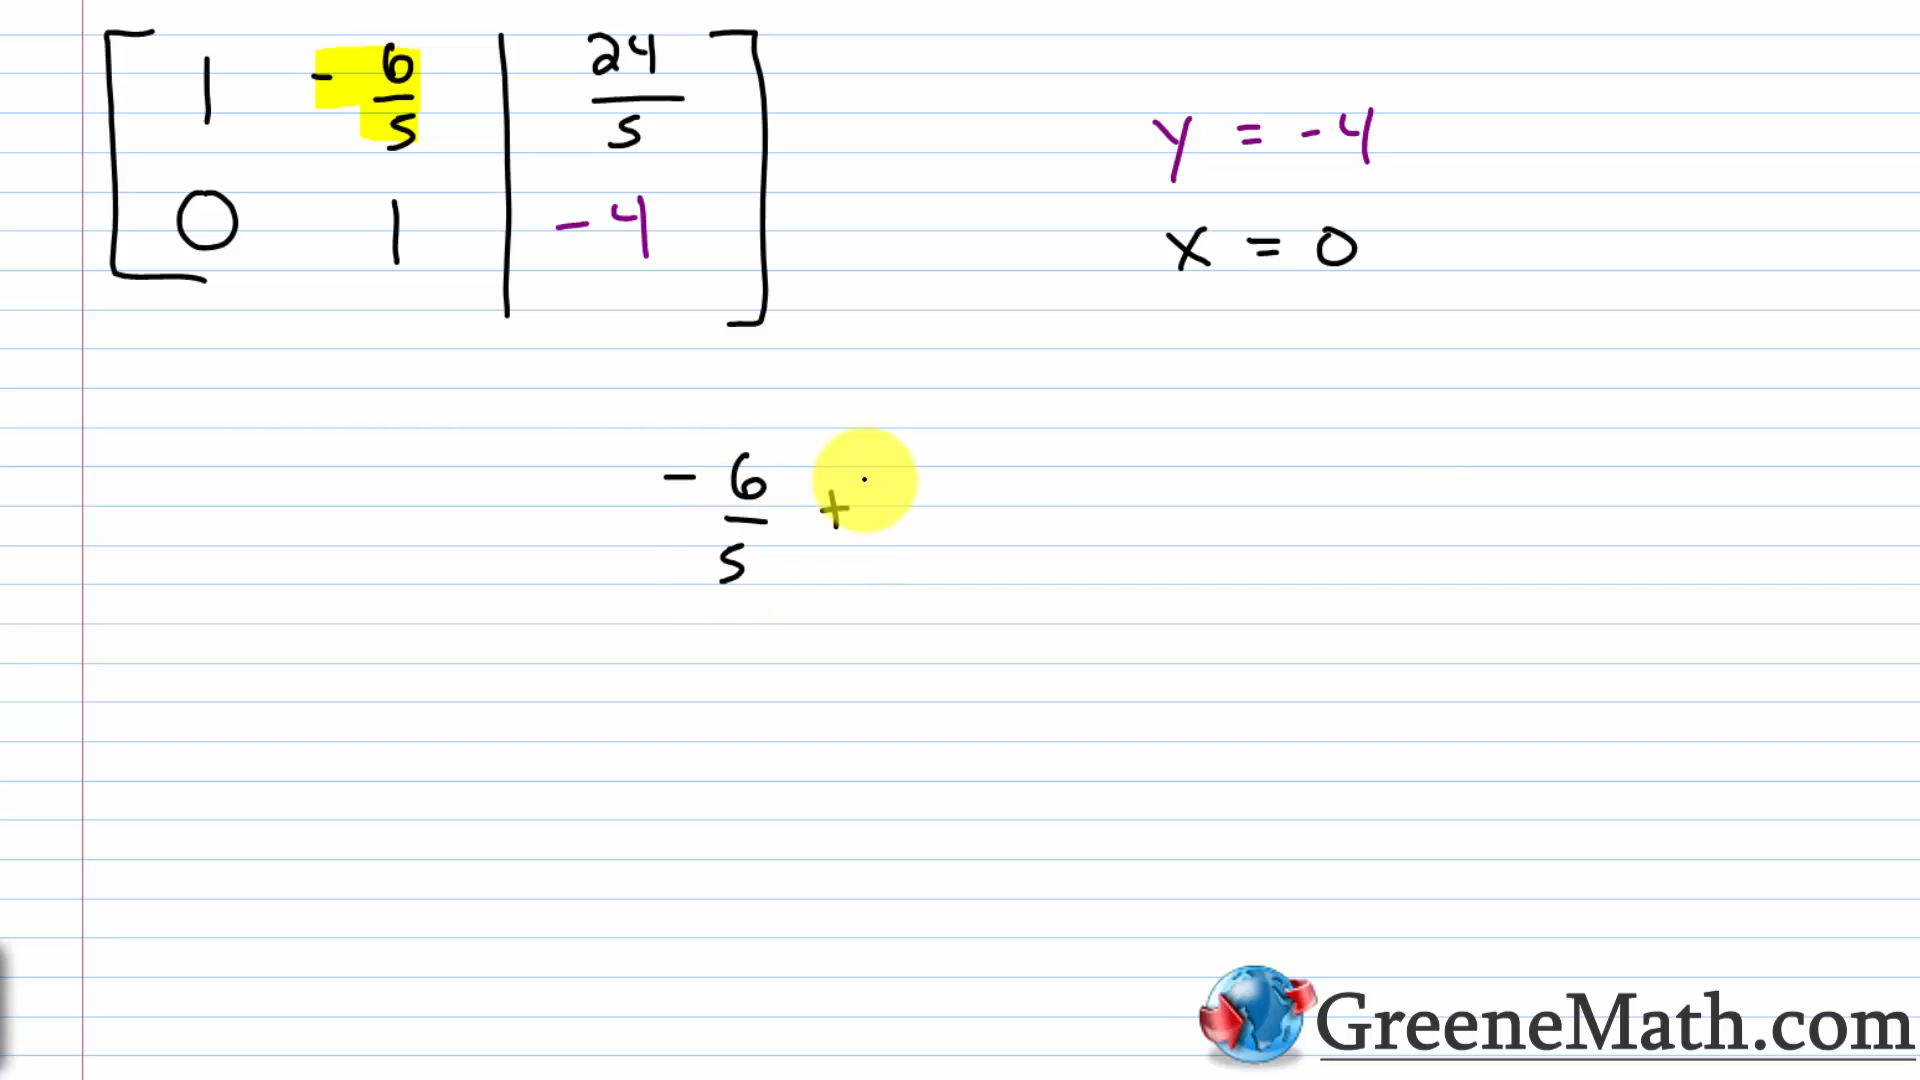 1 - 6/5 | 24/5
0 1 | -4
y = -4
x = 0
- 6/5 +
GreeneMath.com